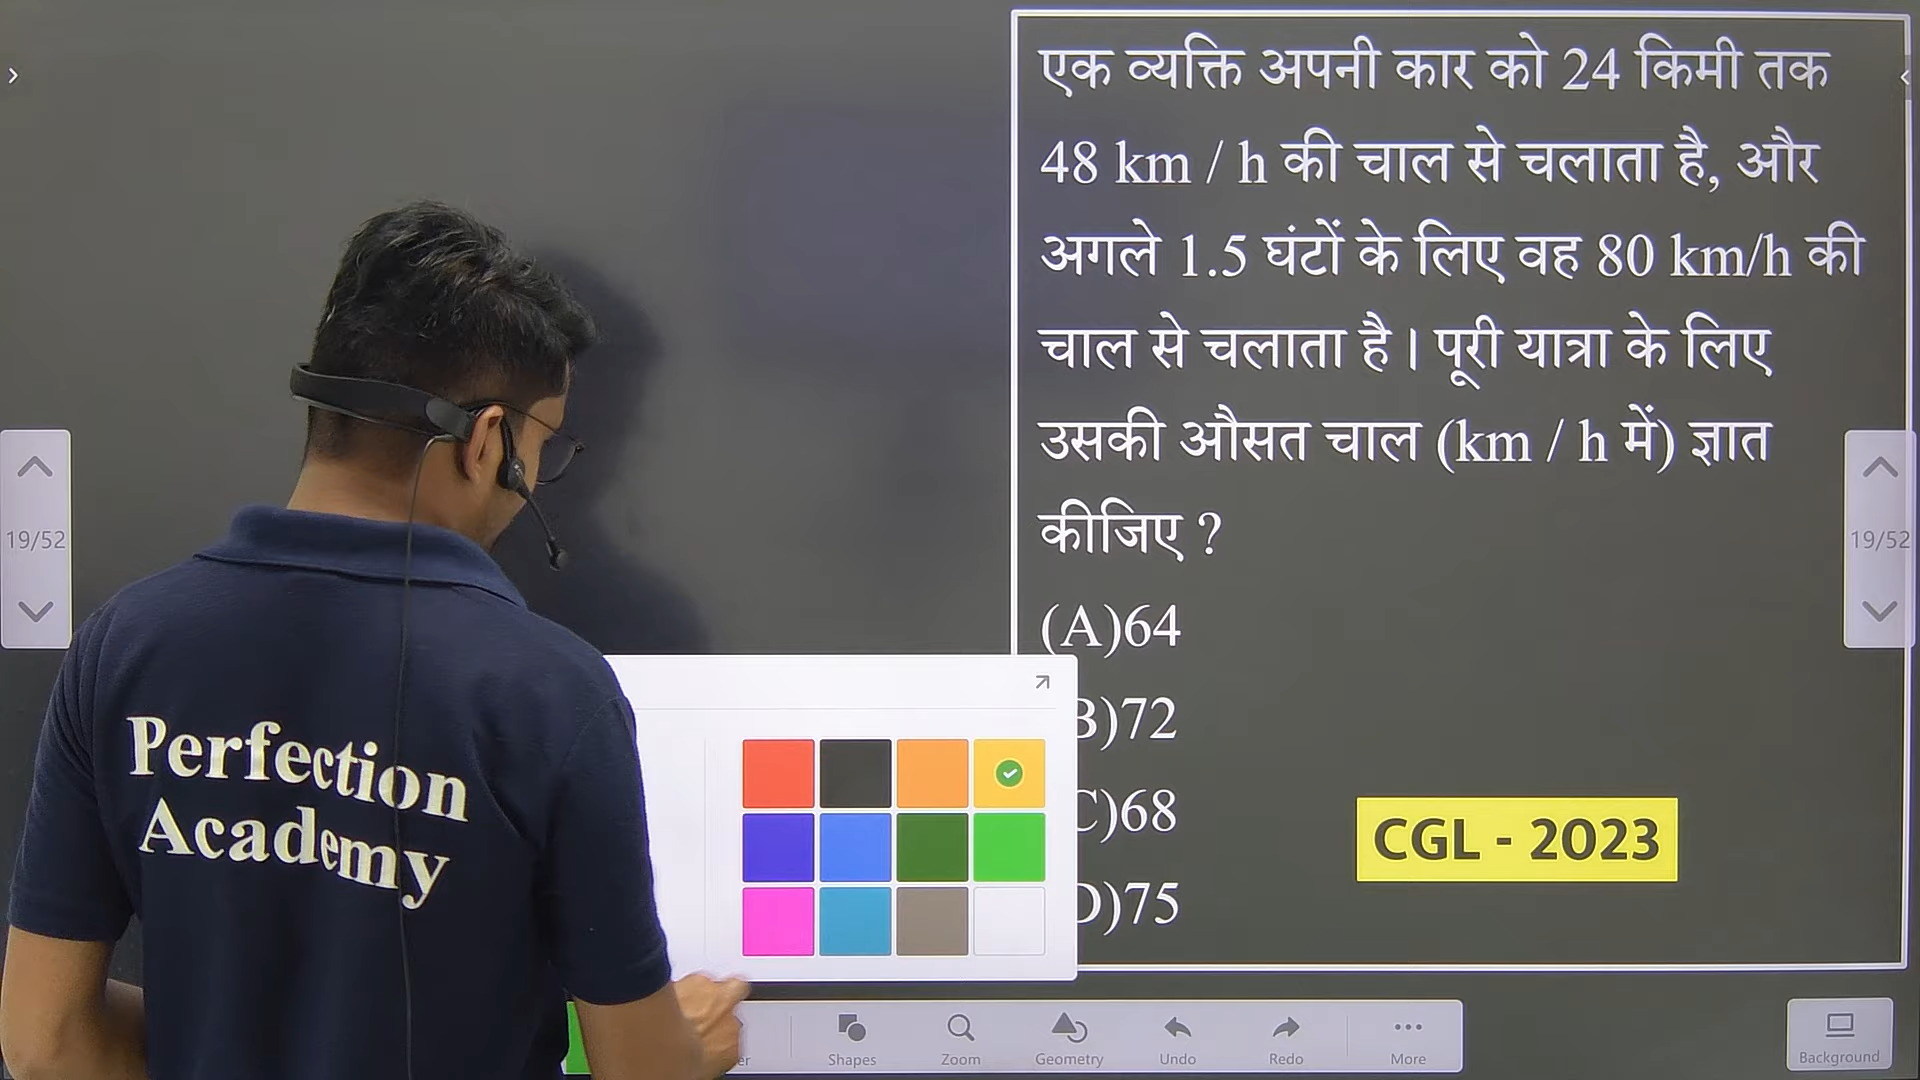 एक व्यक्ति अपनी कार को 24 किमी तक
48 km / h की चाल से चलाता है, और
अगले 1.5 घंटों के लिए वह 80 km/h की
चाल से चलाता है। पूरी यात्रा के लिए
उसकी औसत चाल (km / h में) ज्ञात
कीजिए ?
(A)64
B)72
C)68
D)75
CGL - 2023
19/52
19/52
Perfection
Academy
Shapes
Zoom
Geometry
Undo
Redo
More
Background